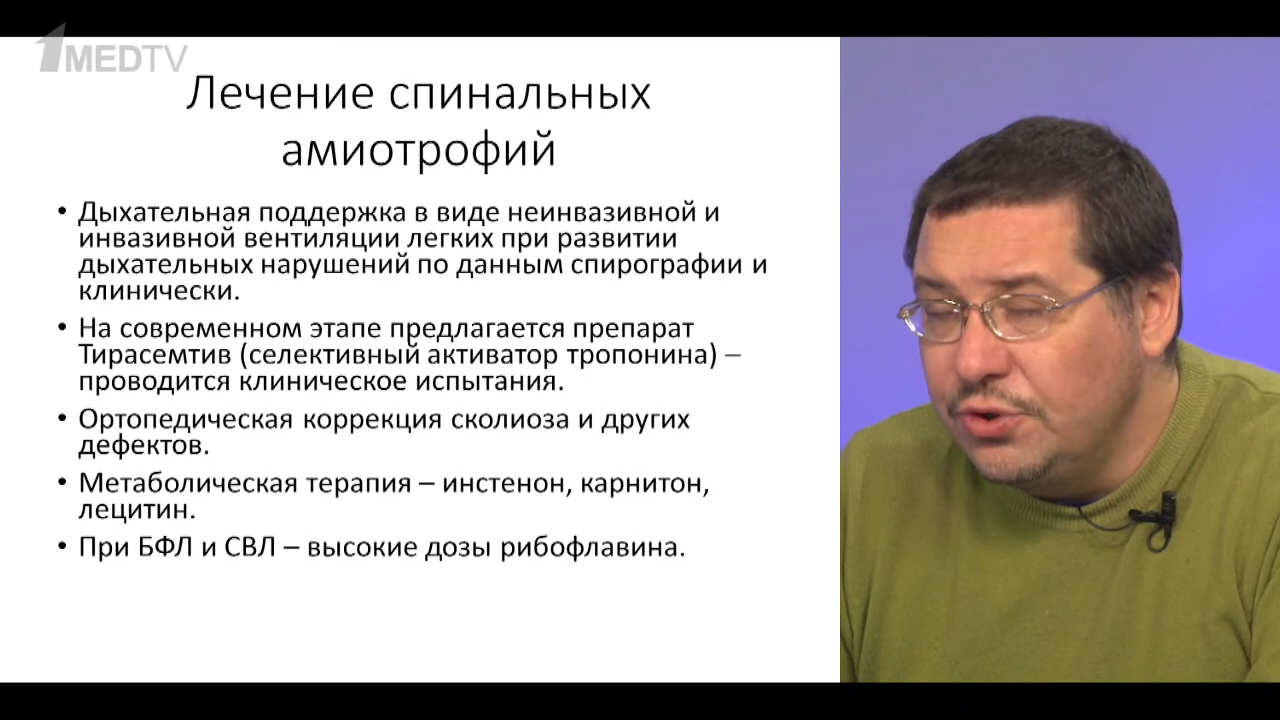 1MEDTV
Лечение спинальных
амиотрофий
• Дыхательная поддержка в виде неинвазивной и
инвазивной вентиляции легких при развитии
дыхательных нарушений по данным спирографии и
клинически.
• На современном этапе предлагается препарат
Тирасемтив (селективный активатор тропонина) –
проводится клиническое испытания.
• Ортопедическая коррекция сколиоза и других
дефектов.
• Метаболическая терапия – инстенон, карнитон,
лецитин.
• При БФЛ и СВЛ – высокие дозы рибофлавина.